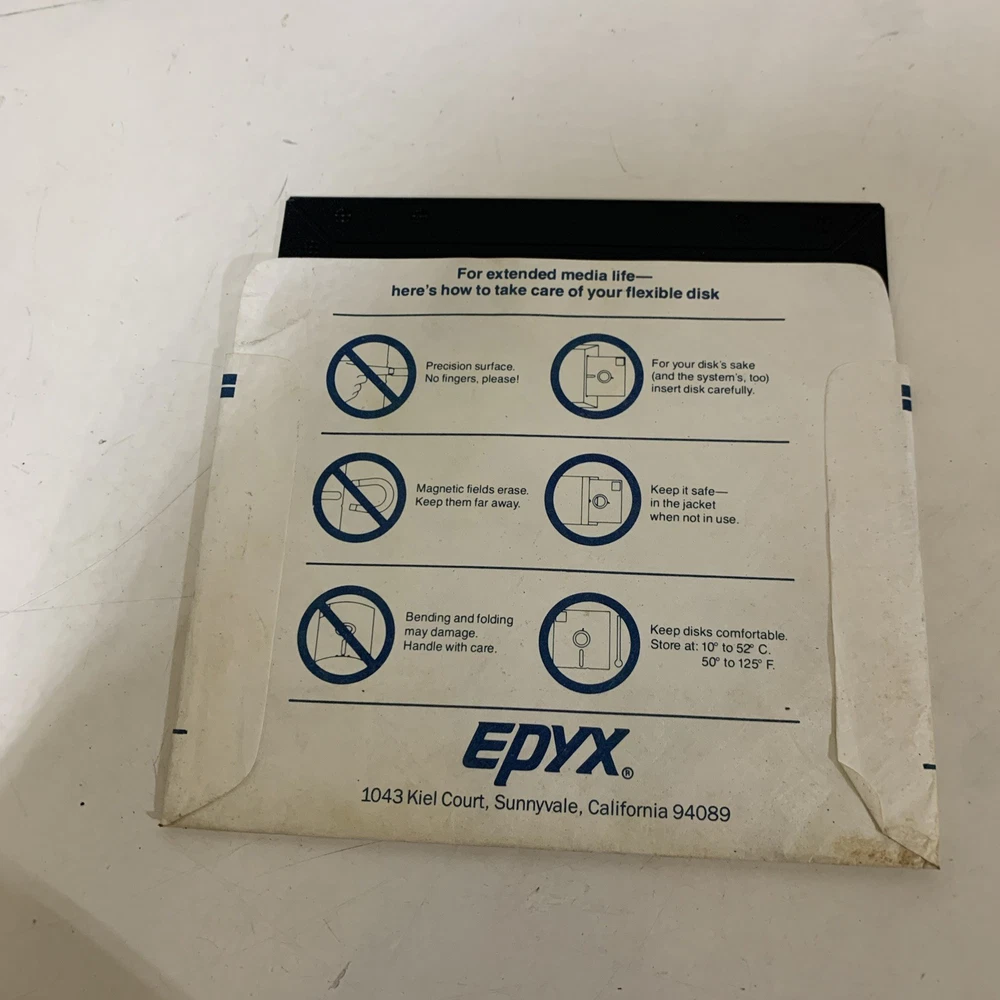 For extended media life—
here's how to take care of your flexible disk
Precision surface.
No fingers, please!
For your disk's sake
(and the system's, too)
insert disk carefully.
Magnetic fields erase.
Keep them far away.
Keep it safe—
in the jacket
when not in use.
Bending and folding
may damage.
Handle with care.
Keep disks comfortable.
Store at: 10° to 52° C.
50° to 125° F.
EPYX®
1043 Kiel Court, Sunnyvale, California 94089